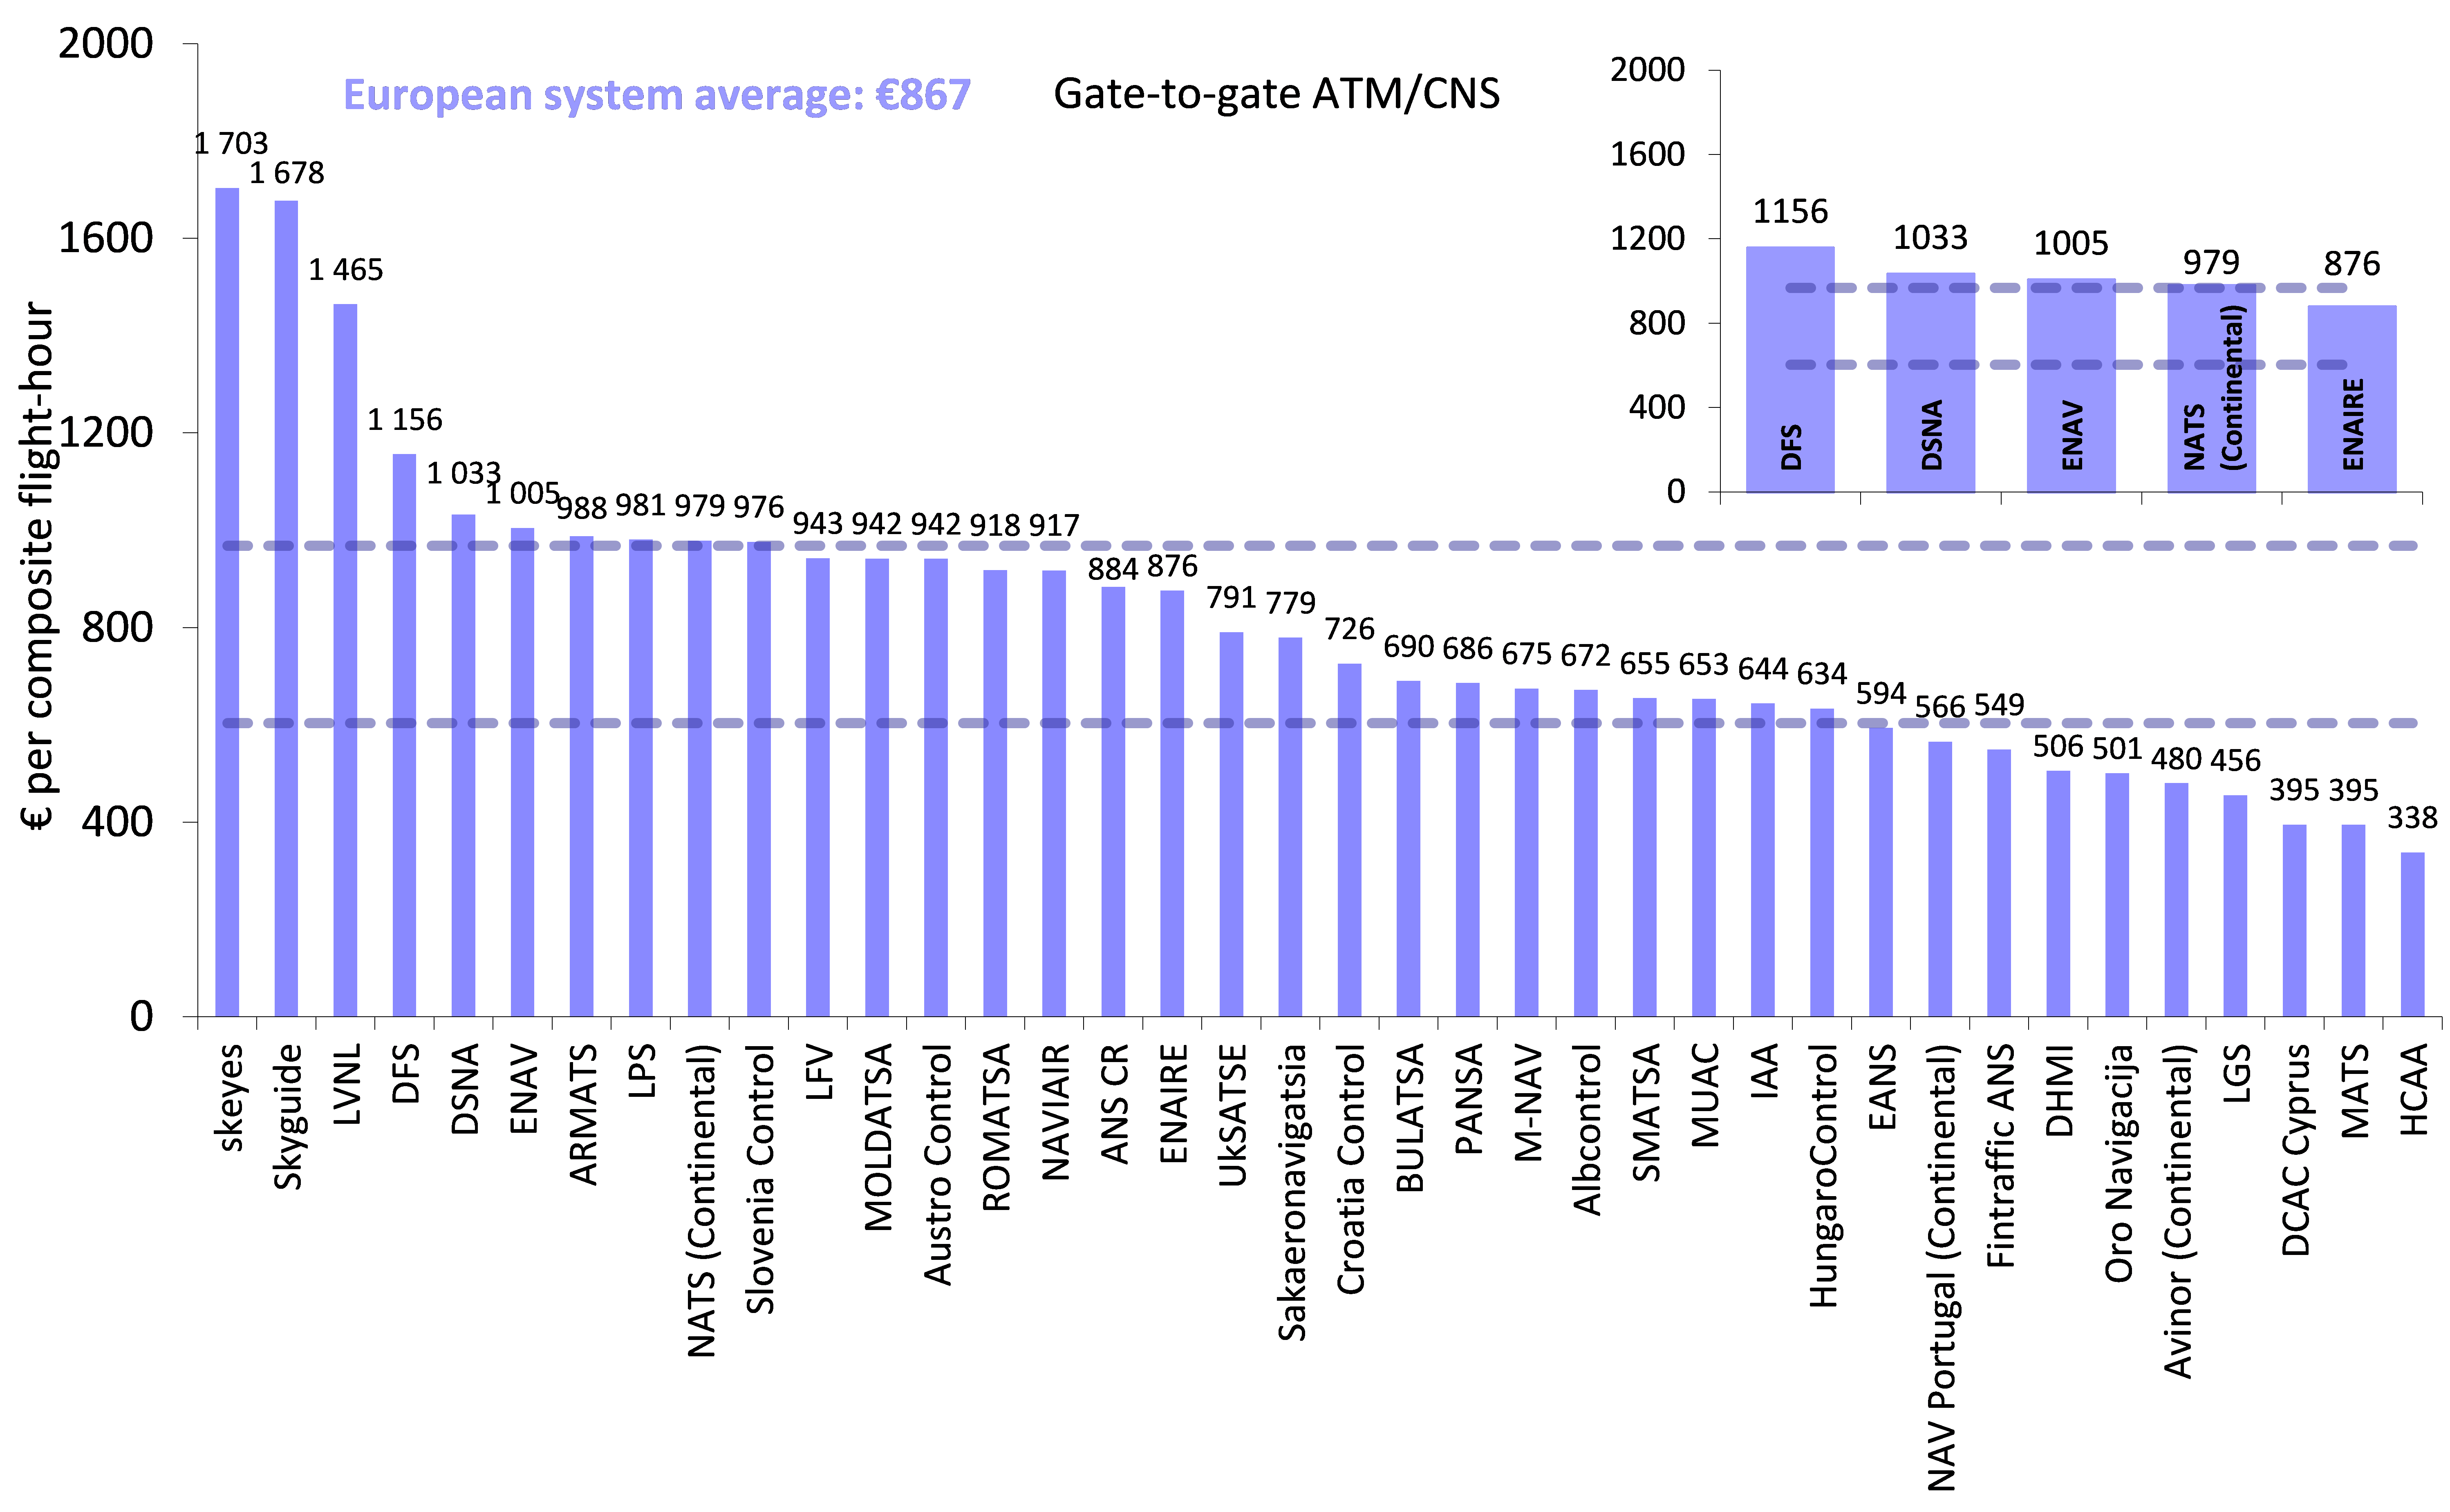 European system average: €867
Gate-to-gate ATM/CNS
€ per composite flight-hour
2000
1600
1200
800
400
0
1 703
1 678
1 465
1 156
1 033
1 005
988
981
979
976
943
942
942
918
917
884
876
791
779
726
690
686
675
672
655
653
644
634
594
566
549
506
501
480
456
395
395
338
skeyes
Skyguide
LVNL
DFS
DSNA
ENAV
ARMATS
LPS
NATS (Continental)
Slovenia Control
LFV
MOLDATSA
Austro Control
ROMATSA
NAVIAIR
ANS CR
ENAIRE
UkSATSE
Sakaeronavigatsia
Croatia Control
BULATSA
PANSA
M-NAV
Albcontrol
SMATSA
MUAC
IAA
HungaroControl
EANS
NAV Portugal (Continental)
Fintraffic ANS
DHMI
Oro Navigacija
Avinor (Continental)
LGS
DCAC Cyprus
MATS
HCAA
2000
1600
1200
800
400
0
1156
1033
1005
979
876
DFS
DSNA
ENAV
NATS
(Continental)
ENAIRE